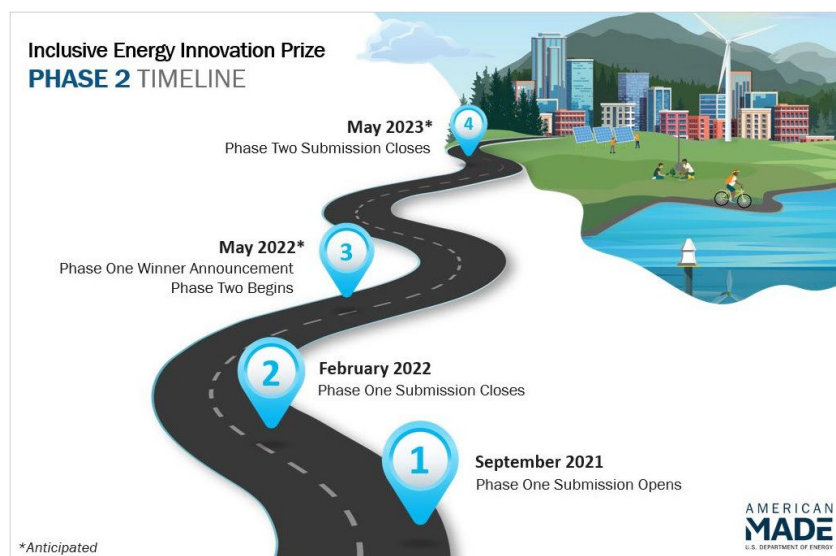 Inclusive Energy Innovation Prize
PHASE 2 TIMELINE
4
May 2023*
Phase Two Submission Closes
3
May 2022*
Phase One Winner Announcement
Phase Two Begins
2
February 2022
Phase One Submission Closes
1
September 2021
Phase One Submission Opens
*Anticipated
AMERICAN
MADE
U.S. DEPARTMENT OF ENERGY